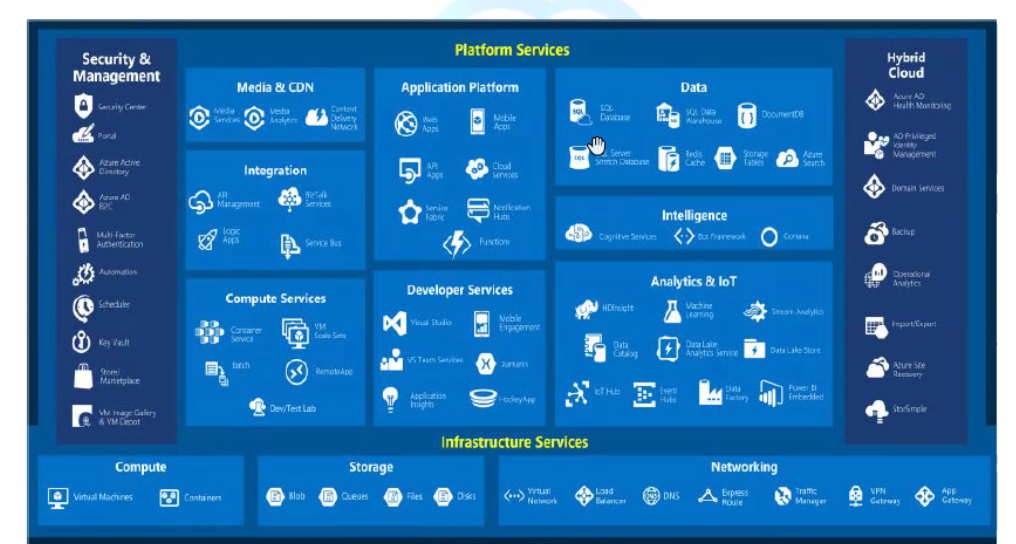 Platform Services
Security &
Management
Security Center
Portal
Azure Active
Directory
Azure AD
B2C
Multi-Factor
Authentication
Automation
Scheduler
Key Vault
Store/
Marketplace
VM Image Gallery
& VM Depot
Media & CDN
Media
Services
Media
Analytics
Content
Delivery
Network
Integration
API
Management
BizTalk
Services
Logic
Apps
Service Bus
Compute Services
Container
Service
VM
Scale Sets
Batch
RemoteApp
Dev/Test Lab
Application Platform
Web
Apps
Mobile
Apps
API
Apps
Cloud
Services
Service
Fabric
Notification
Hubs
Functions
Developer Services
Visual Studio
Mobile
Engagement
VS Team Services
Xamarin
Application
Insights
HockeyApp
Data
SQL
Database
SQL Data
Warehouse
DocumentDB
SQL
Server
Stretch Database
Redis
Cache
Storage
Tables
Azure
Search
Intelligence
Cognitive Services
Bot Framework
Cortana
Analytics & IoT
HDInsight
Machine
Learning
Stream Analytics
Data
Catalog
Data Lake
Analytics Service
Data Lake Store
IoT Hub
Event
Hubs
Data
Factory
Power BI
Embedded
Hybrid
Cloud
Azure AD
Health Monitoring
AD Privileged
Identity
Management
Domain Services
Backup
Operational
Analytics
Import/Export
Azure Site
Recovery
StorSimple
Infrastructure Services
Compute
Virtual Machines
Containers
Storage
Blob
Queues
Files
Disks
Networking
Virtual
Network
Load
Balancer
DNS
Express
Route
Traffic
Manager
VPN
Gateway
App
Gateway